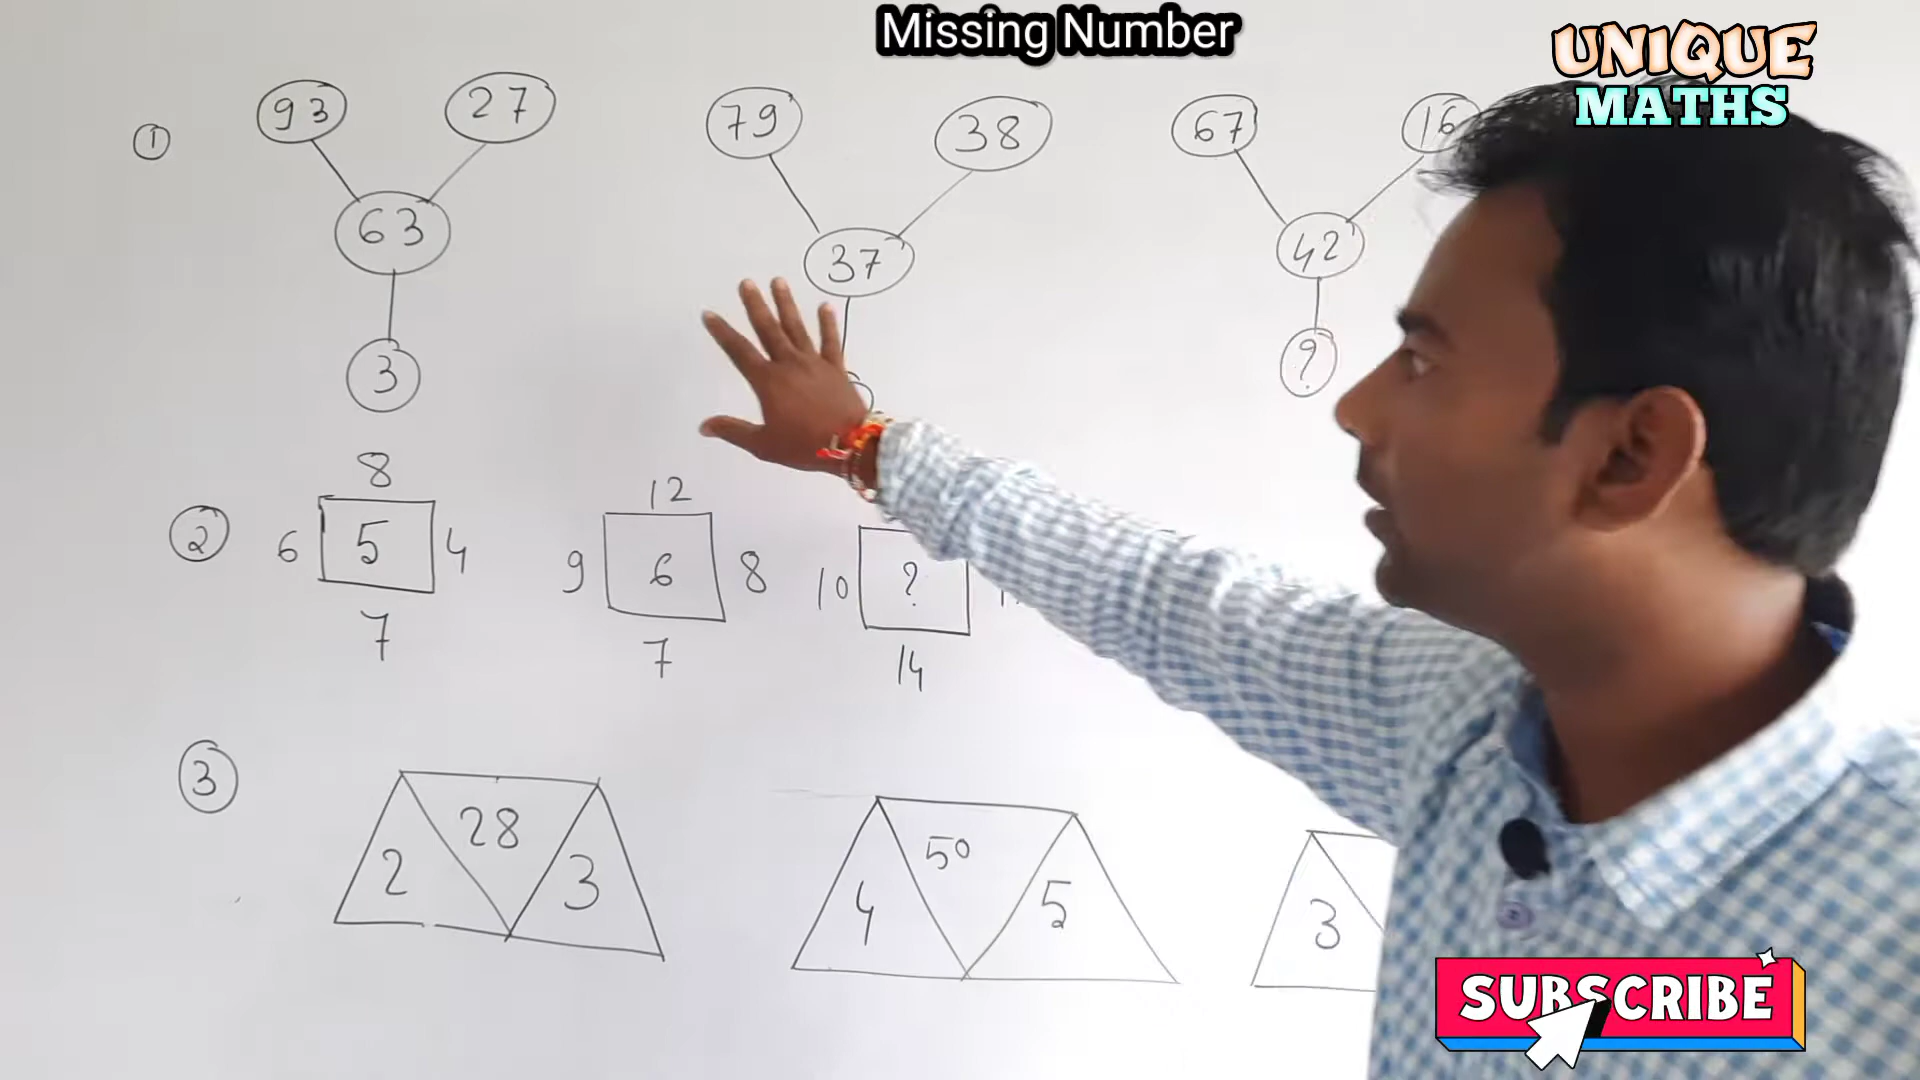 Missing Number
UNIQUE
MATHS
① 93 27 79 38 67 16
63 37 42
3 ?
② 8 12
6 5 4 9 6 8 10 ?
7 7 14
③ 28 50
2 3 4 5 3
SUBSCRIBE